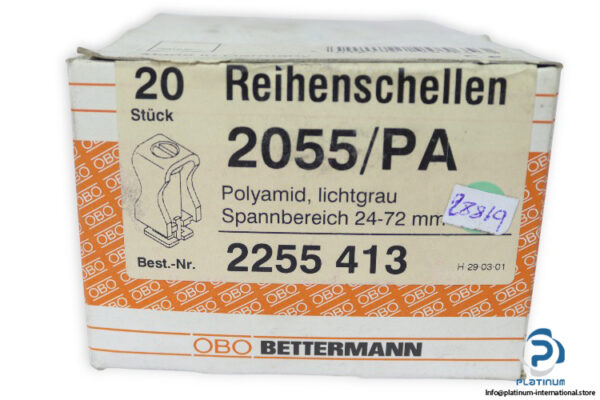 20 Reihenschellen
Stück
2055/PA
Polyamid, lichtgrau
Spannbereich 24-72 mm
Best.-Nr. 2255 413
H 29 03 01
OBO BETTERMANN
PLATINUM
Info@platinum-international.store